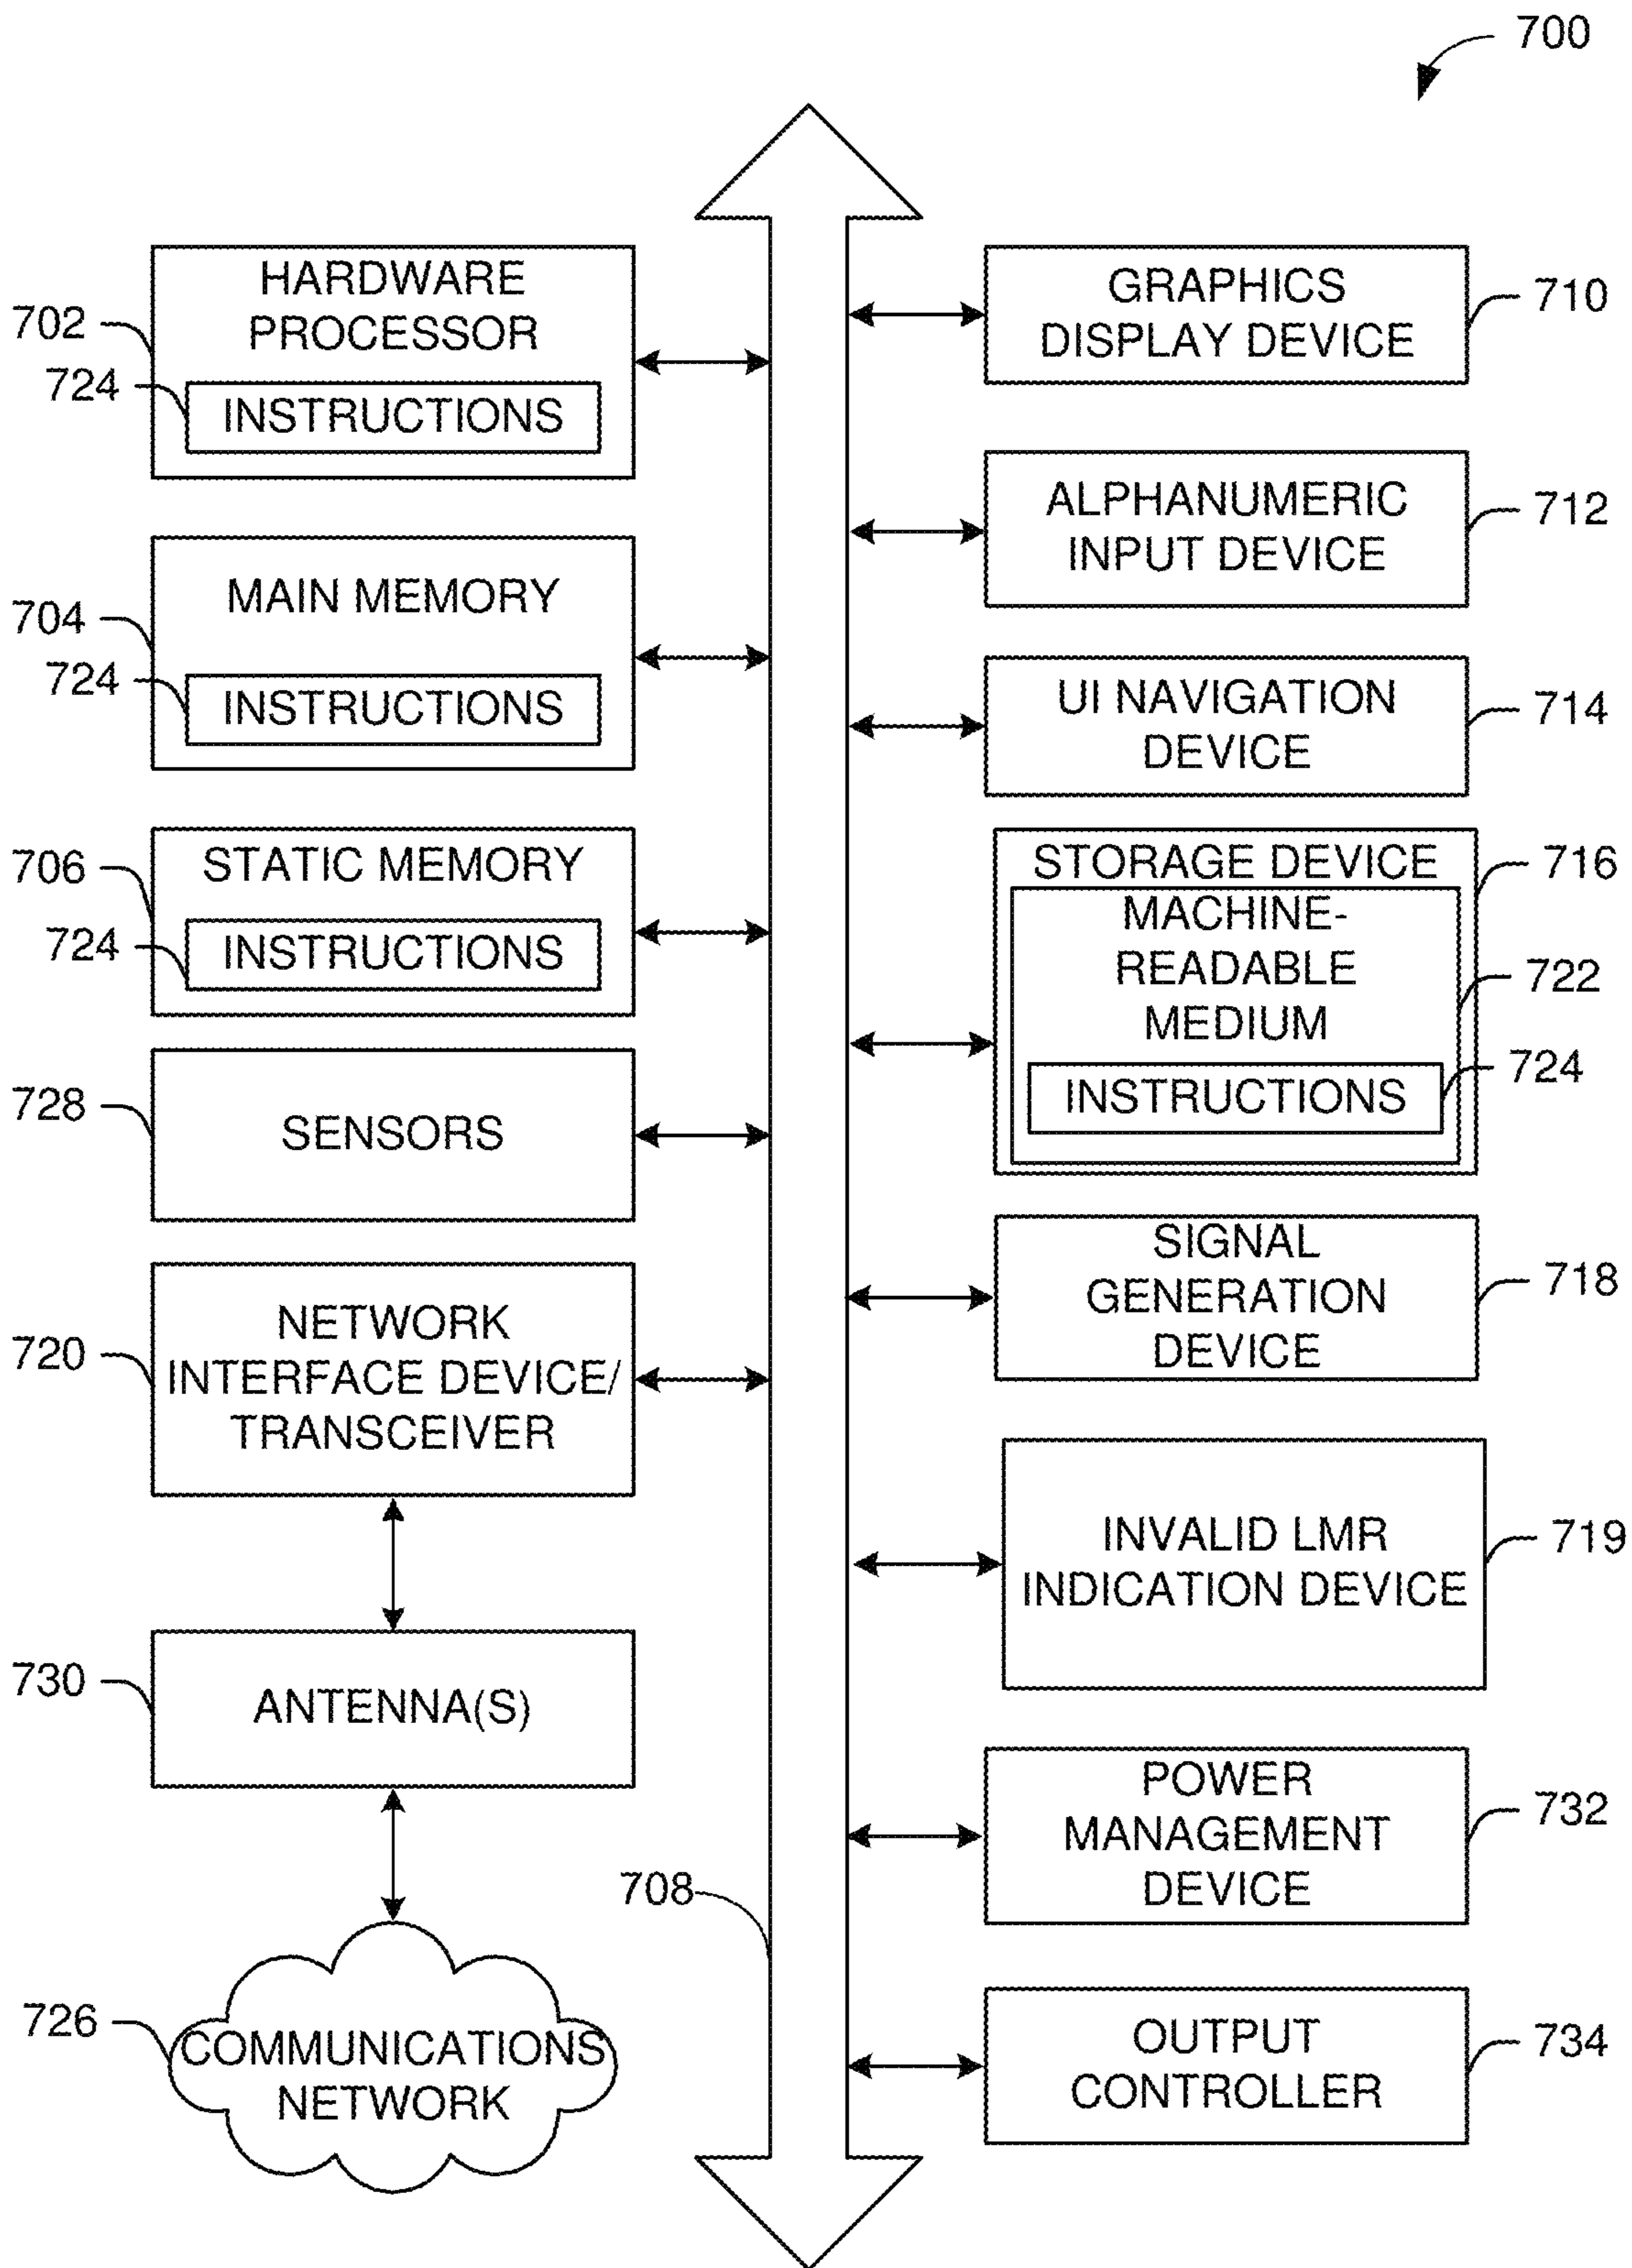 700
HARDWARE
PROCESSOR
702
724
INSTRUCTIONS
MAIN MEMORY
704
724
INSTRUCTIONS
STATIC MEMORY
706
724
INSTRUCTIONS
728
SENSORS
NETWORK
720
INTERFACE DEVICE/
TRANSCEIVER
730
ANTENNA(S)
708
726
COMMUNICATIONS
NETWORK
GRAPHICS
DISPLAY DEVICE
710
ALPHANUMERIC
INPUT DEVICE
712
UI NAVIGATION
DEVICE
714
STORAGE DEVICE
716
MACHINE-
READABLE
MEDIUM
722
INSTRUCTIONS
724
SIGNAL
GENERATION
DEVICE
718
INVALID LMR
INDICATION DEVICE
719
POWER
MANAGEMENT
DEVICE
732
OUTPUT
CONTROLLER
734